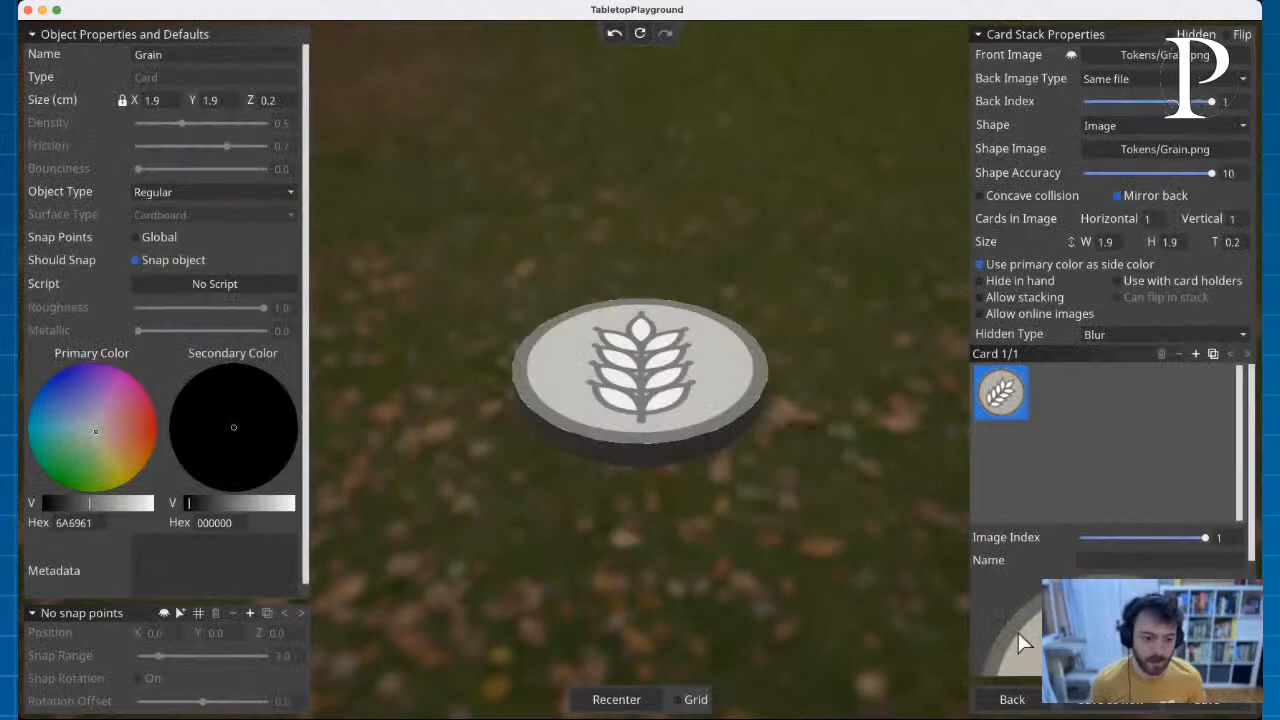 TabletopPlayground
Object Properties and Defaults
Name Grain
Type Card
Size (cm) X 1.9 Y 1.9 Z 0.2
Density 0.5
Friction 0.7
Bounciness 0.0
Object Type Regular
Surface Type Cardboard
Snap Points Global
Should Snap Snap object
Script No Script
Roughness 1.0
Metallic 0.0
Primary Color Secondary Color
V V
Hex 6A6961 Hex 000000
Metadata
No snap points
Position X 0.0 Y 0.0 Z 0.0
Snap Range 3.0
Snap Rotation On
Rotation Offset 0.0
Recenter Grid
Card Stack Properties Hidden Flip
Front Image Tokens/Grain.png
Back Image Type Same file
Back Index 1
Shape Image
Shape Image Tokens/Grain.png
Shape Accuracy 10
Concave collision Mirror back
Cards in Image Horizontal 1 Vertical 1
Size W 1.9 H 1.9 T 0.2
Use primary color as side color
Hide in hand Use with card holders
Allow stacking Can flip in stack
Allow online images
Hidden Type Blur
Card 1/1
Image Index 1
Name
Back
P